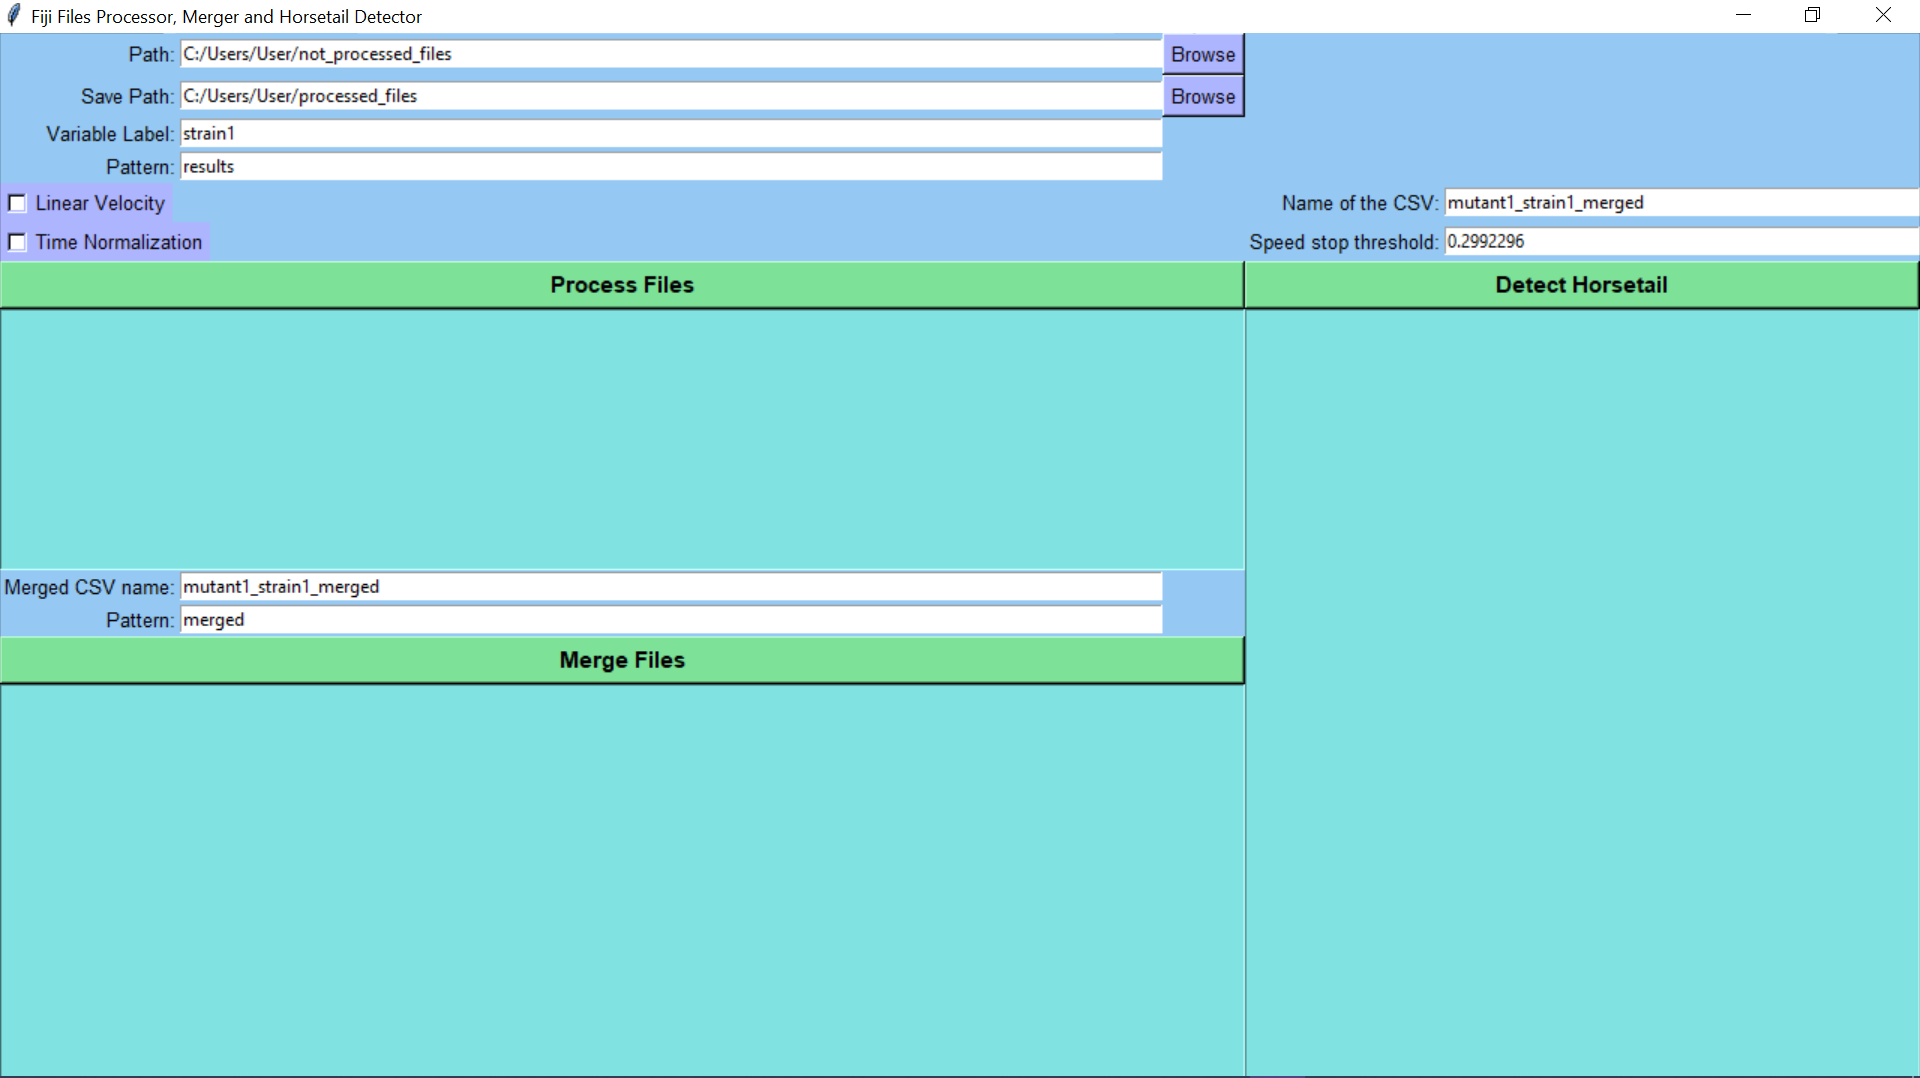 Fiji Files Processor, Merger and Horsetail Detector
Path: C:/Users/User/not_processed_files Browse
Save Path: C:/Users/User/processed_files Browse
Variable Label: strain1
Pattern: results
Linear Velocity
Name of the CSV: mutant1_strain1_merged
Time Normalization
Speed stop threshold: 0.2992296
Process Files
Detect Horsetail
Merged CSV name: mutant1_strain1_merged
Pattern: merged
Merge Files